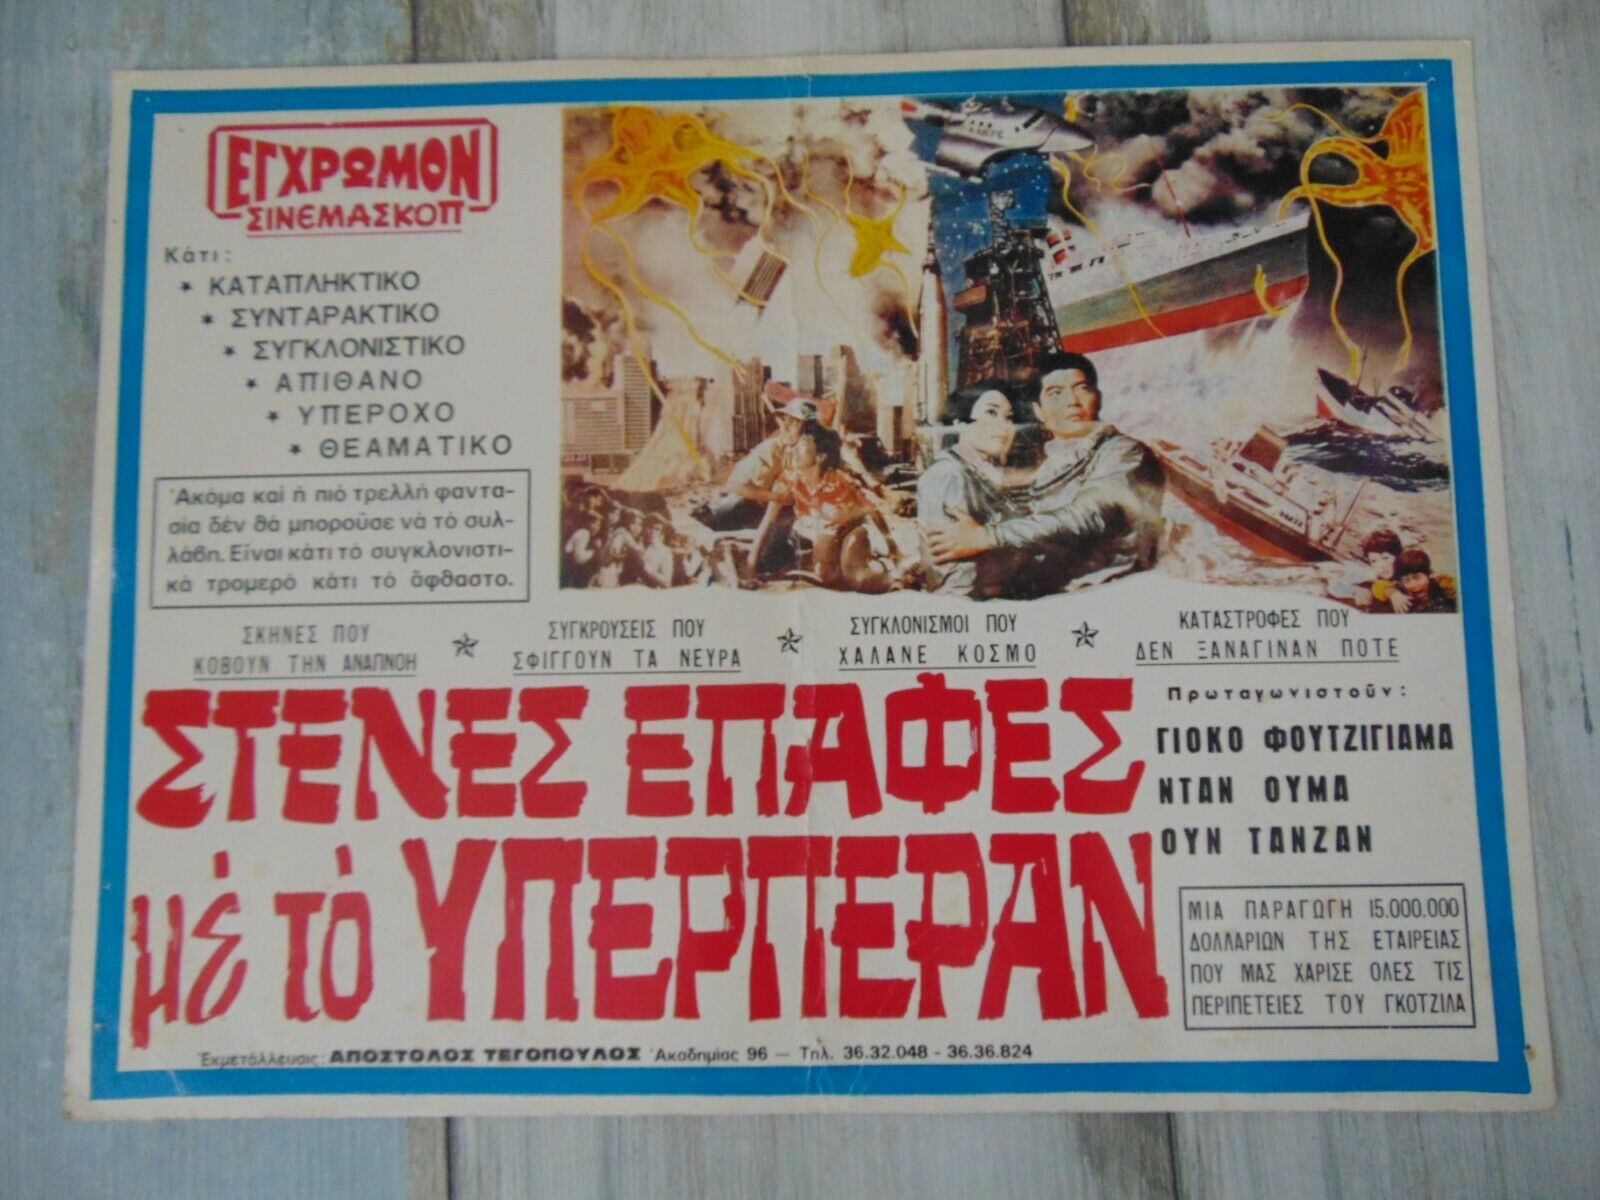 ΕΓΧΡΩΜΟΝ
ΣΙΝΕΜΑΣΚΟΠ
Κάτι:
* ΚΑΤΑΠΛΗΚΤΙΚΟ
* ΣΥΝΤΑΡΑΚΤΙΚΟ
* ΣΥΓΚΛΟΝΙΣΤΙΚΟ
* ΑΠΙΘΑΝΟ
* ΥΠΕΡΟΧΟ
* ΘΕΑΜΑΤΙΚΟ
Ἀκόμα καί ἡ πιό τρελλή φαντα-
σία δέν θά μποροῦσε νά τό συλ-
λάβη. Εἶναι κάτι τό συγκλονιστι-
κά τρομερό κάτι τό ἄφθαστο.
ΣΚΗΝΕΣ ΠΟΥ
ΚΟΒΟΥΝ ΤΗΝ ΑΝΑΠΝΟΗ
ΣΥΓΚΡΟΥΣΕΙΣ ΠΟΥ
ΣΦΙΓΓΟΥΝ ΤΑ ΝΕΥΡΑ
ΣΥΓΚΛΟΝΙΣΜΟΙ ΠΟΥ
ΧΑΛΑΝΕ ΚΟΣΜΟ
ΚΑΤΑΣΤΡΟΦΕΣ ΠΟΥ
ΔΕΝ ΞΑΝΑΓΙΝΑΝ ΠΟΤΕ
ΣΤΕΝΕΣ ΕΠΑΦΕΣ
μέ τό ΥΠΕΡΠΕΡΑΝ
Πρωταγωνιστοῦν:
ΓΙΟΚΟ ΦΟΥΤΖΙΓΙΑΜΑ
ΝΤΑΝ ΟΥΜΑ
ΟΥΝ ΤΑΝΖΑΝ
ΜΙΑ ΠΑΡΑΓΩΓΗ 15.000.000
ΔΟΛΛΑΡΙΩΝ ΤΗΣ ΕΤΑΙΡΕΙΑΣ
ΠΟΥ ΜΑΣ ΧΑΡΙΣΕ ΟΛΕΣ ΤΙΣ
ΠΕΡΙΠΕΤΕΙΕΣ ΤΟΥ ΓΚΟΤΖΙΛΑ
Ἐκμετάλλευσις: ΑΠΟΣΤΟΛΟΣ ΤΕΓΟΠΟΥΛΟΣ Ἀκαδημίας 96 — Τηλ. 36.32.048 - 36.36.824